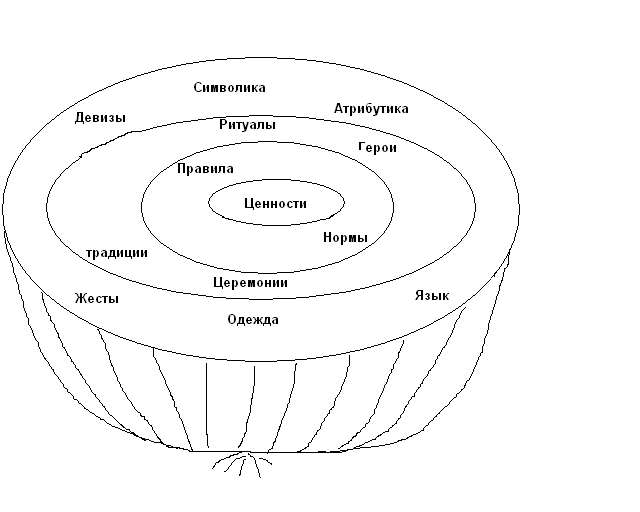 Символика
Девизы
Атрибутика
Ритуалы
Герои
Правила
Ценности
Нормы
традиции
Церемонии
Жесты
Язык
Одежда